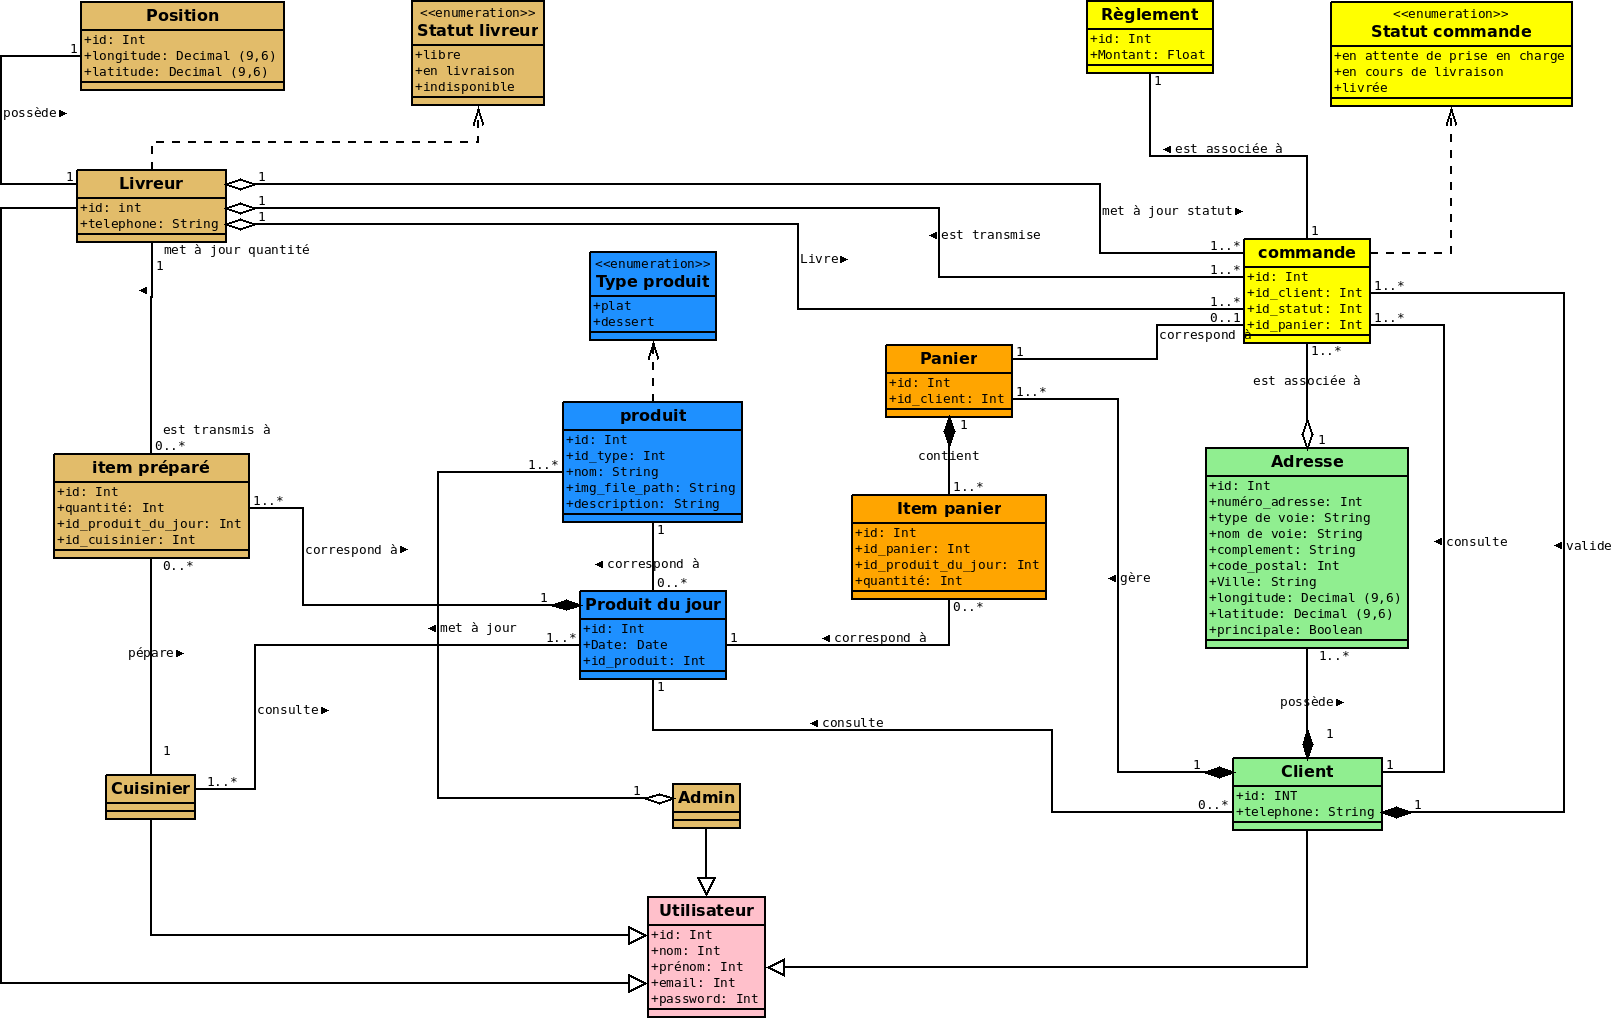 Position
+id: Int
+longitude: Decimal (9,6)
+latitude: Decimal (9,6)
<<enumeration>>
Statut livreur
+libre
+en livraison
+indisponible
Règlement
+id: Int
+Montant: Float
<<enumeration>>
Statut commande
+en attente de prise en charge
+en cours de livraison
+livrée
1
possède►
1
1
◄est associée à
1
Livreur
+id: int
+telephone: String
1
1
1
met à jour statut►
◄est transmise
Livre►
1..*
1..*
1..*
0..1
correspond à
commande
+id: Int
+id_client: Int
+id_statut: Int
+id_panier: Int
1..*
1..*
1..*
met à jour quantité
1
◄
est transmis à
0..*
<<enumeration>>
Type produit
+plat
+dessert
Panier
+id: Int
+id_client: Int
1
1..*
1
contient
1..*
est associée à
1
produit
+id: Int
+id_type: Int
+nom: String
+img_file_path: String
+description: String
1..*
1
◄correspond à
0..*
item préparé
+id: Int
+quantité: Int
+id_produit_du_jour: Int
+id_cuisinier: Int
1..*
correspond à►
1
0..*
Item panier
+id: Int
+id_panier: Int
+id_produit_du_jour: Int
+quantité: Int
0..*
Adresse
+id: Int
+numéro_adresse: Int
+type de voie: String
+nom de voie: String
+complement: String
+code_postal: Int
+Ville: String
+longitude: Decimal (9,6)
+latitude: Decimal (9,6)
+principale: Boolean
◄consulte
◄valide
◄gère
Produit du jour
+id: Int
+Date: Date
+id_produit: Int
◄met à jour
1..*
1
◄correspond à
1
1..*
pépare►
consulte►
possède►
1
◄consulte
1
1..*
Cuisinier
1
Admin
1
0..*
Client
+id: INT
+telephone: String
1
1
Utilisateur
+id: Int
+nom: Int
+prénom: Int
+email: Int
+password: Int